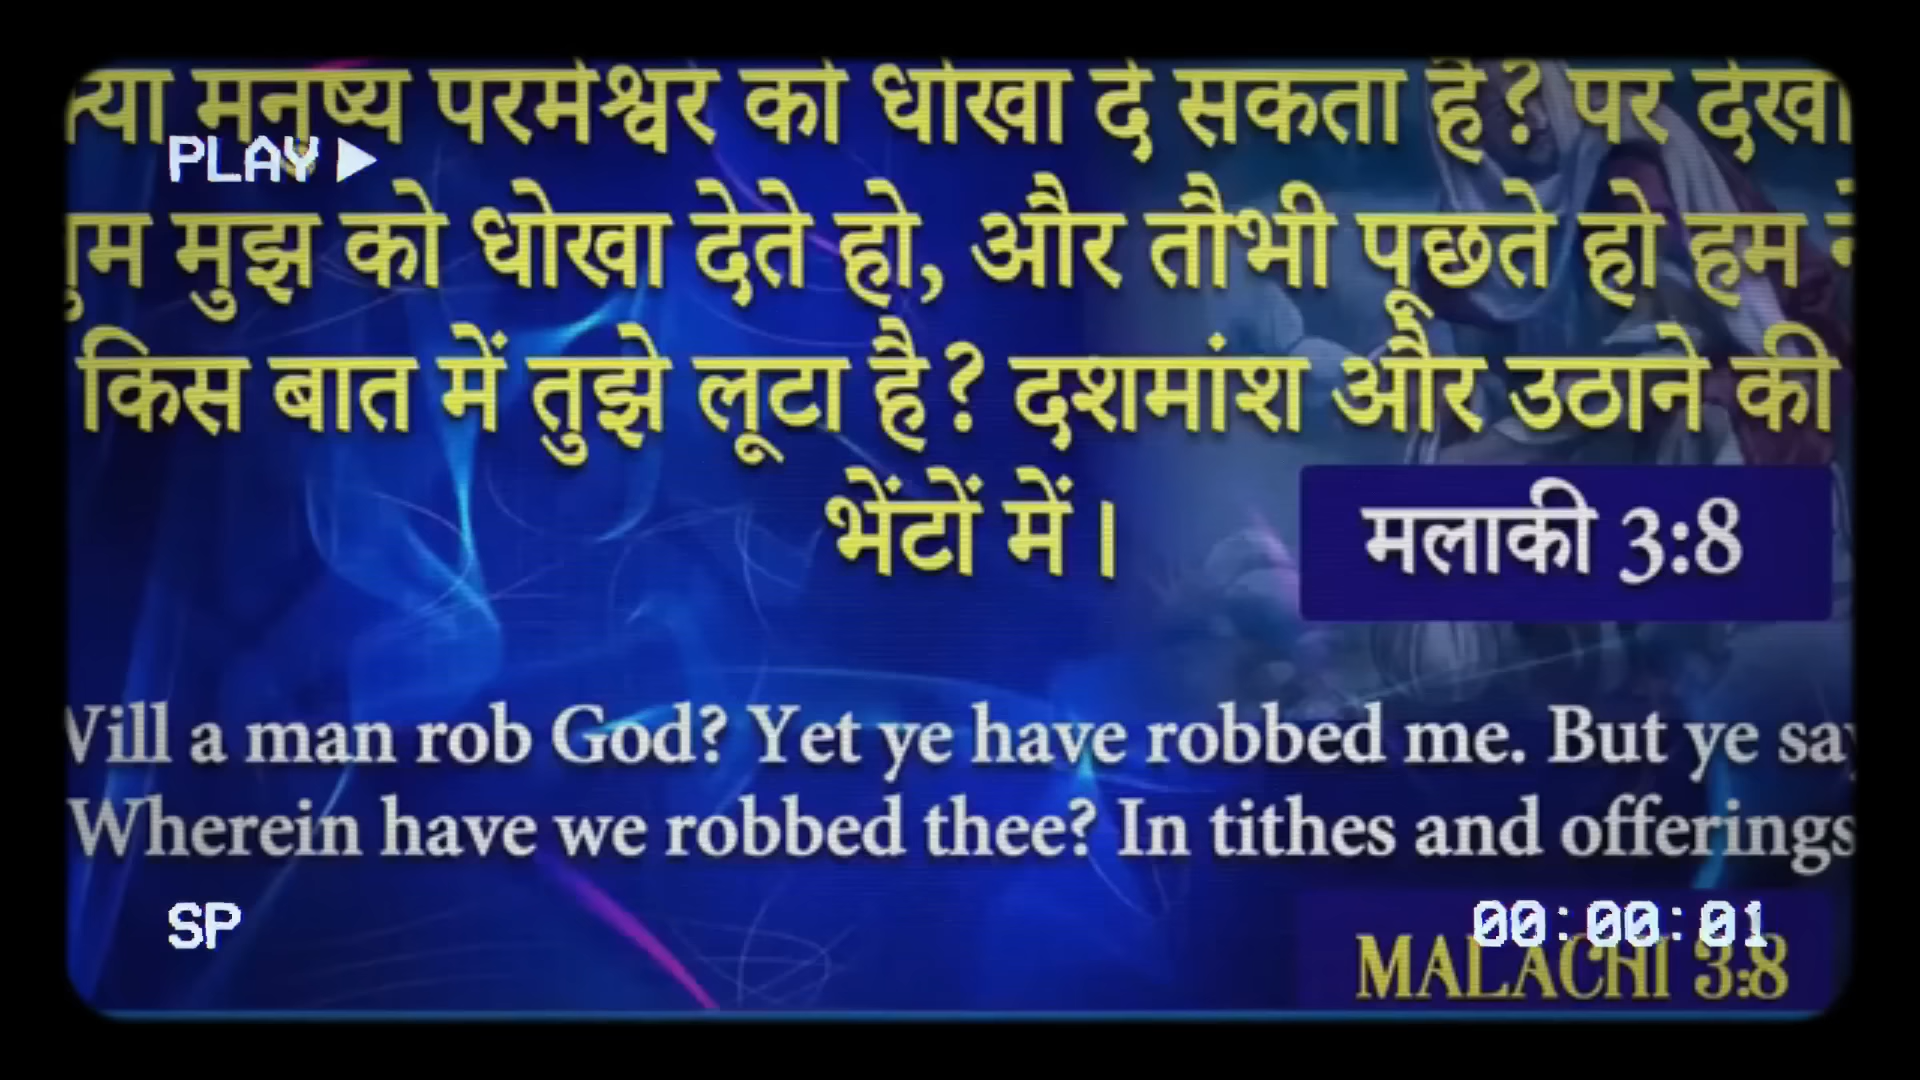 क्या मनुष्य परमेश्वर को धोखा दे सकता है? पर देखो
PLAY
तुम मुझ को धोखा देते हो, और तौभी पूछते हो हम ने
किस बात में तुझे लूटा है? दशमांश और उठाने की
भेंटों में।
मलाकी 3:8
Will a man rob God? Yet ye have robbed me. But ye say
Wherein have we robbed thee? In tithes and offerings
SP
00:00:01
MALACHI 3:8